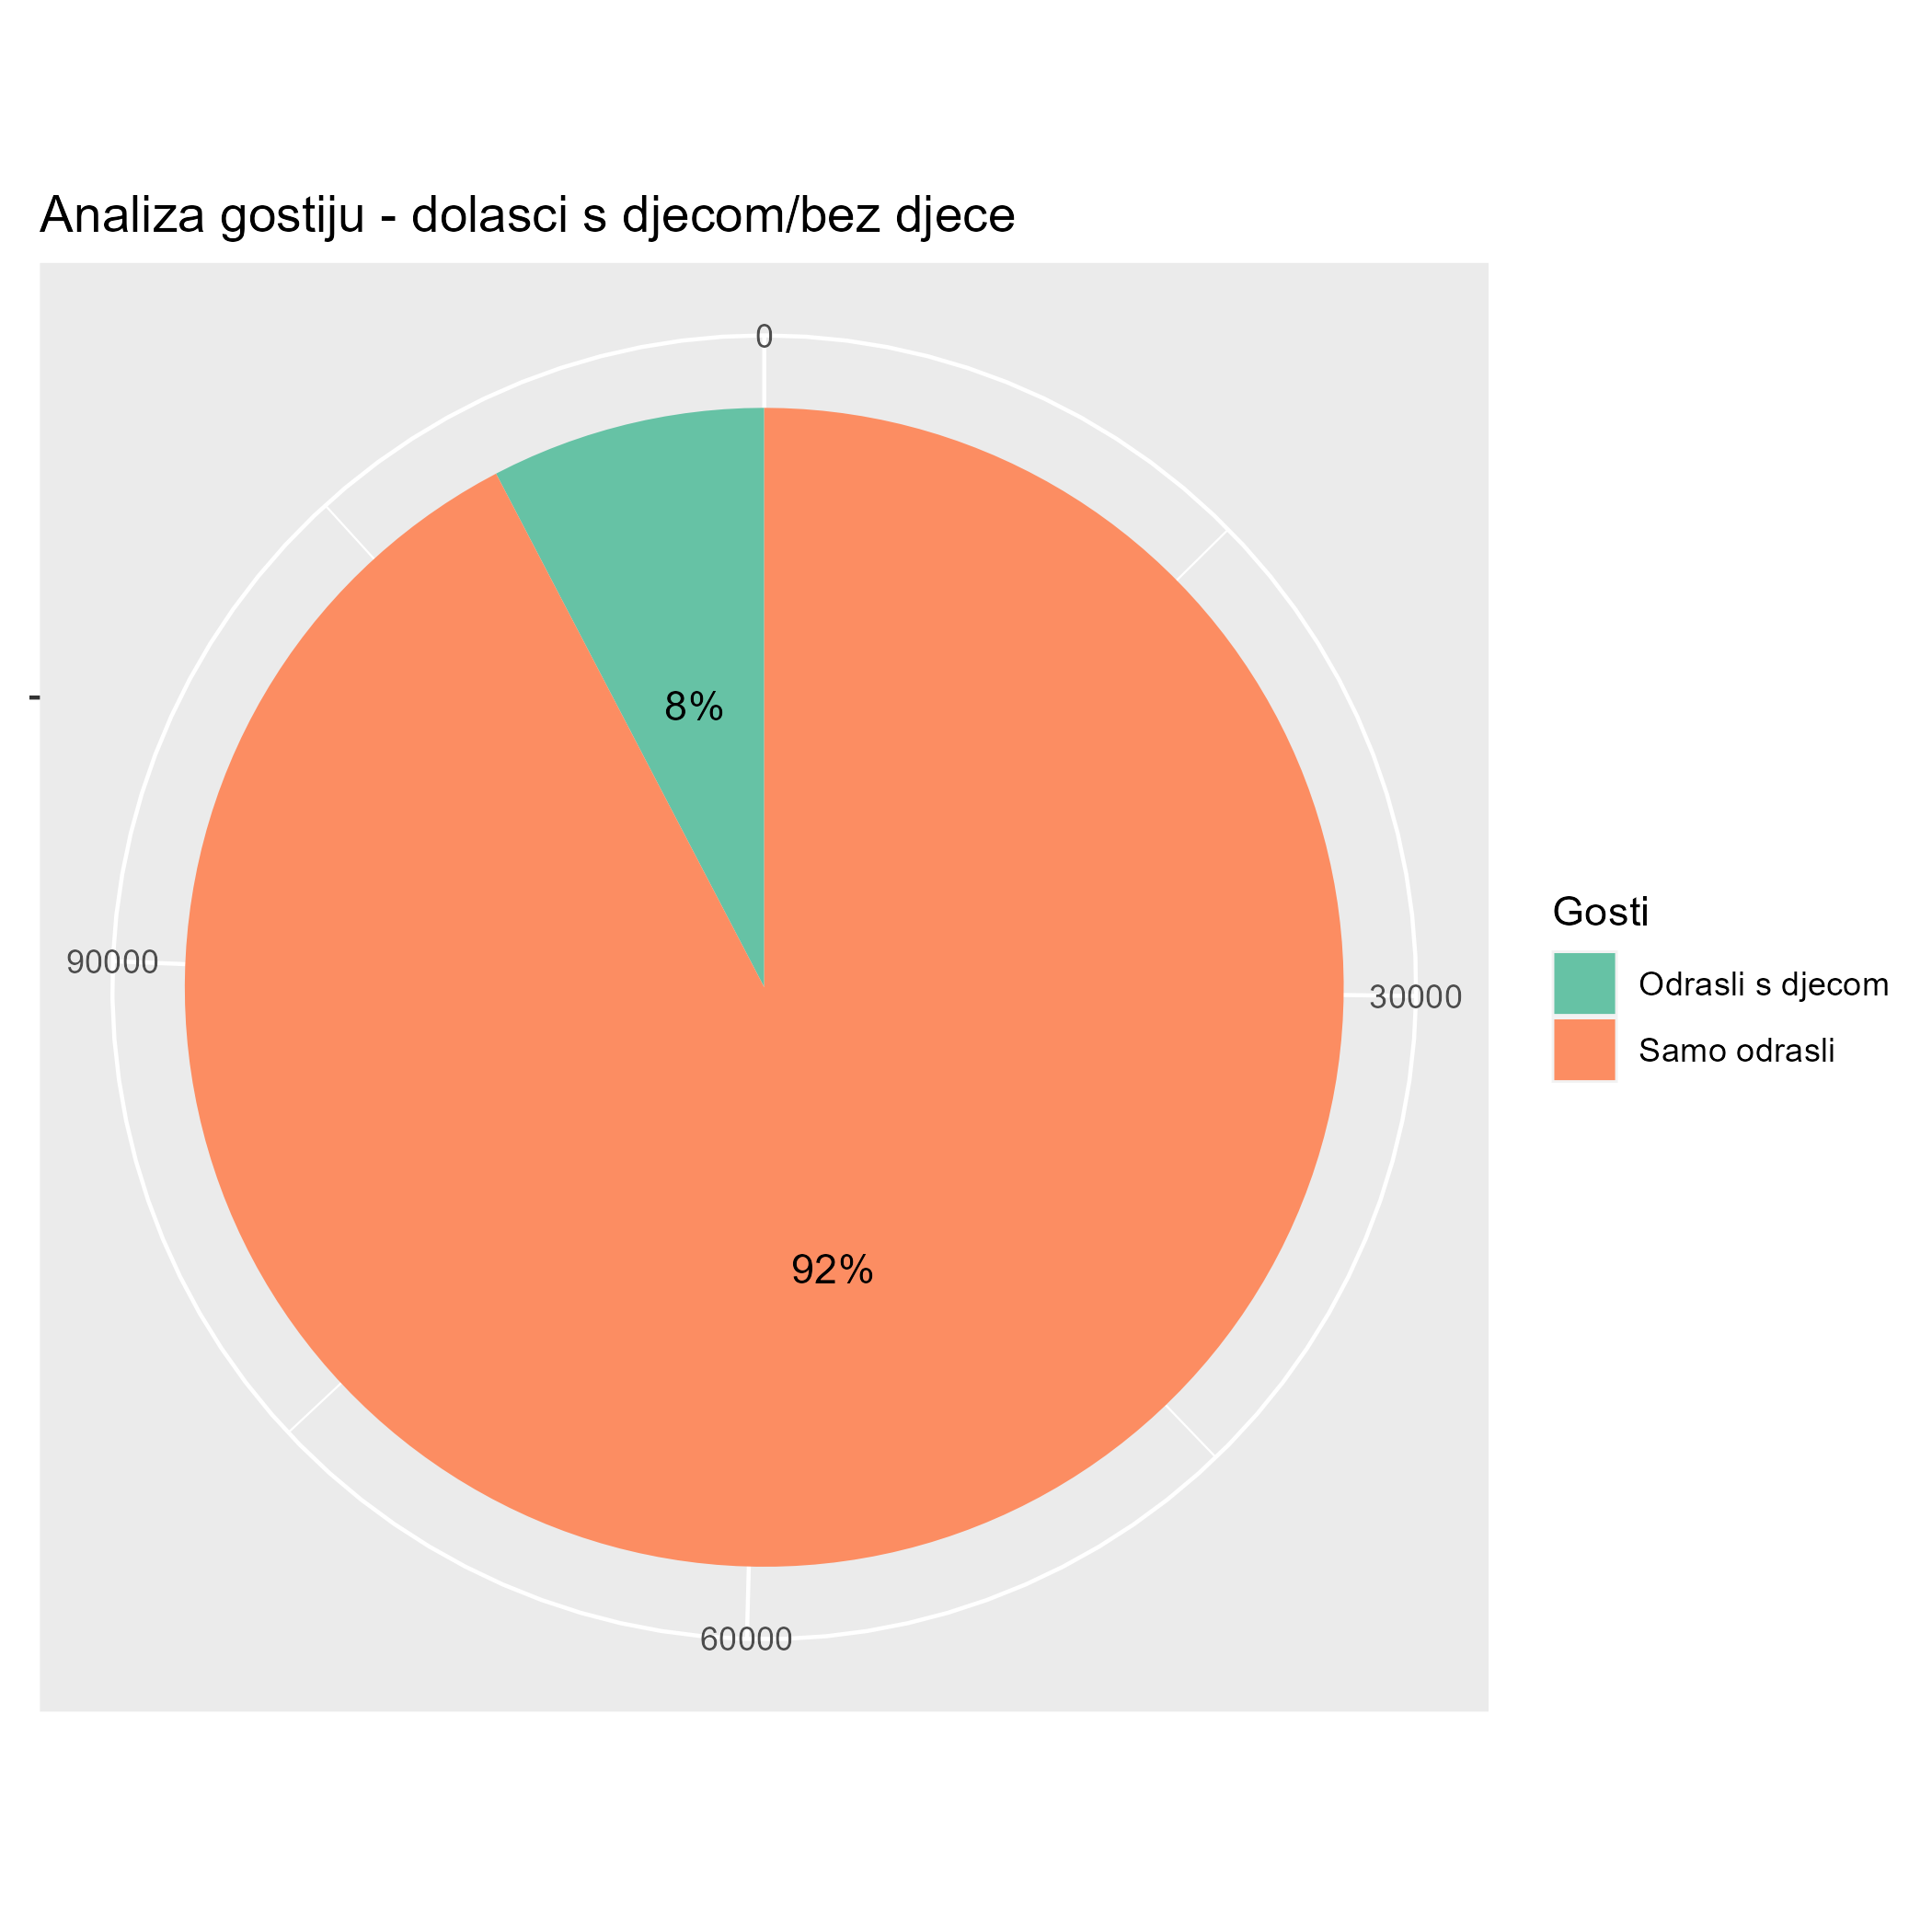 Analiza gostiju - dolasci s djecom/bez djece
0
8%
90000
30000
92%
60000
Gosti
Odrasli s djecom
Samo odrasli